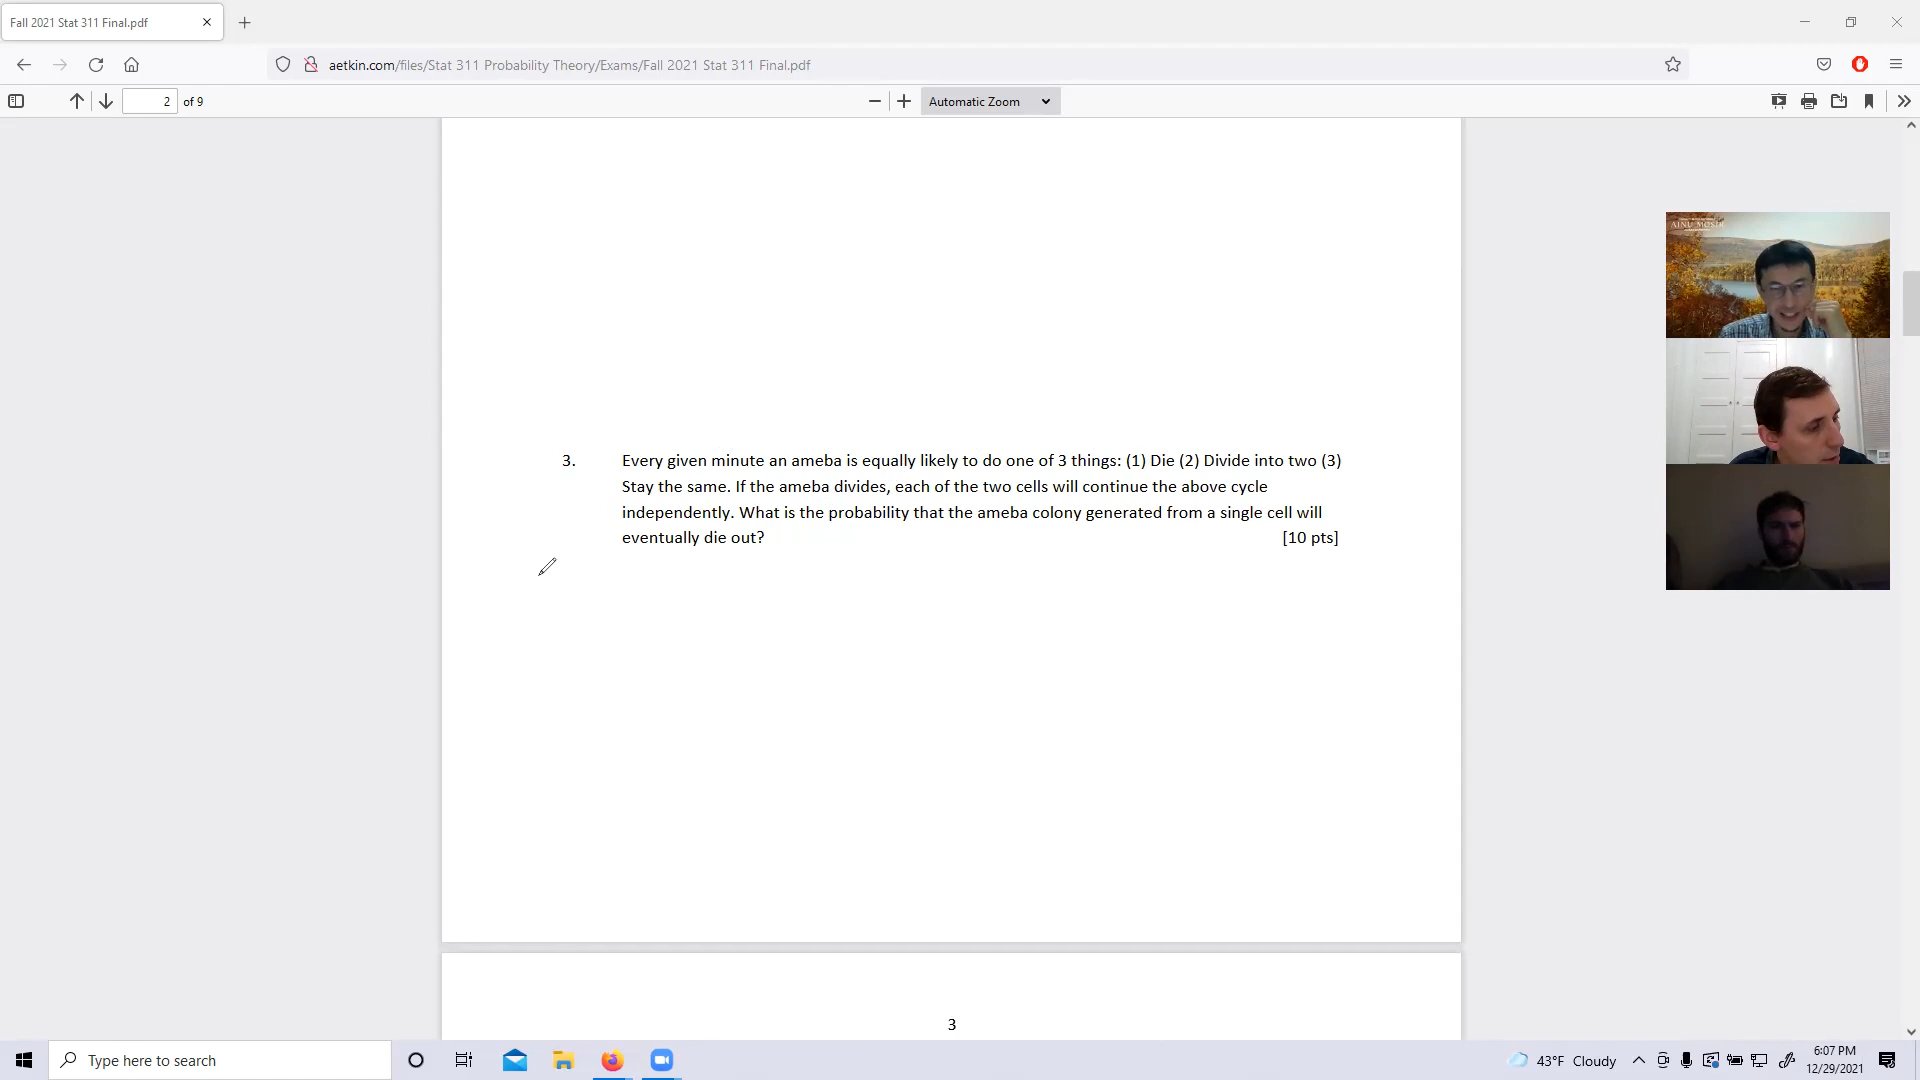 Fall 2021 Stat 311 Final.pdf
aetkin.com/files/Stat 311 Probability Theory/Exams/Fall 2021 Stat 311 Final.pdf
2 of 9
Automatic Zoom
AINU MOSIR
3. Every given minute an ameba is equally likely to do one of 3 things: (1) Die (2) Divide into two (3)
Stay the same. If the ameba divides, each of the two cells will continue the above cycle
independently. What is the probability that the ameba colony generated from a single cell will
eventually die out? [10 pts]
3
Type here to search
43°F Cloudy
6:07 PM
12/29/2021